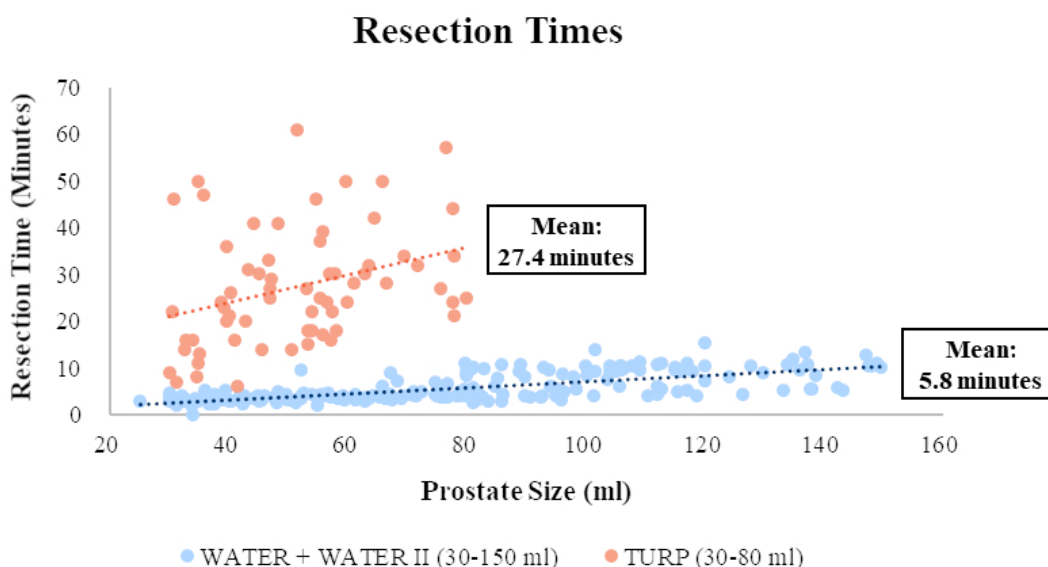 Resection Times
Resection Time (Minutes)
70
60
50
40
30
20
10
0
Mean:
27.4 minutes
Mean:
5.8 minutes
20 40 60 80 100 120 140 160
Prostate Size (ml)
WATER + WATER II (30-150 ml) TURP (30-80 ml)